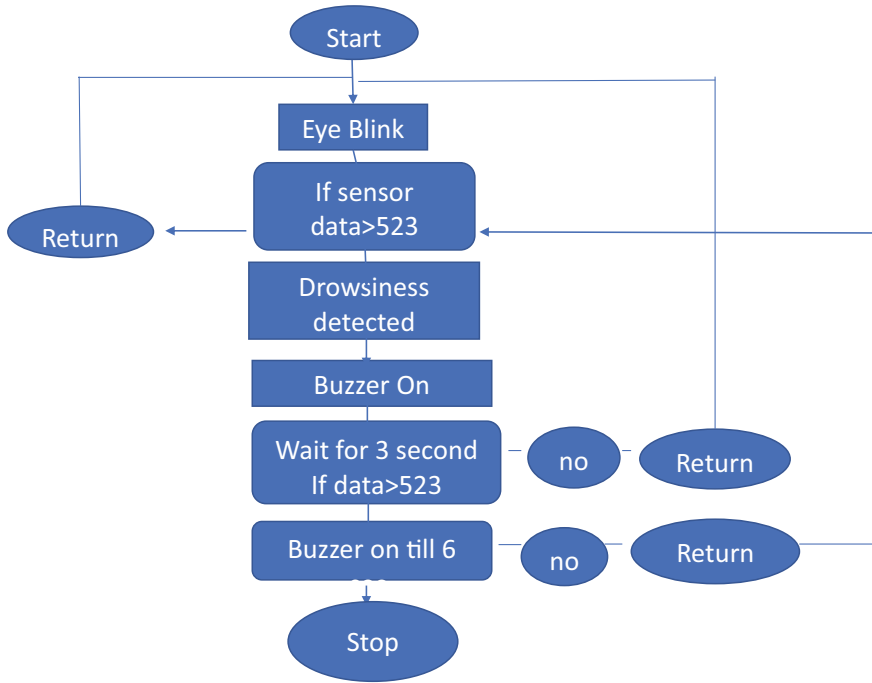 Start
Eye Blink
If sensor
data>523
Return
Drowsiness
detected
Buzzer On
Wait for 3 second
If data>523
no
Return
Buzzer on till 6
no
Return
Stop